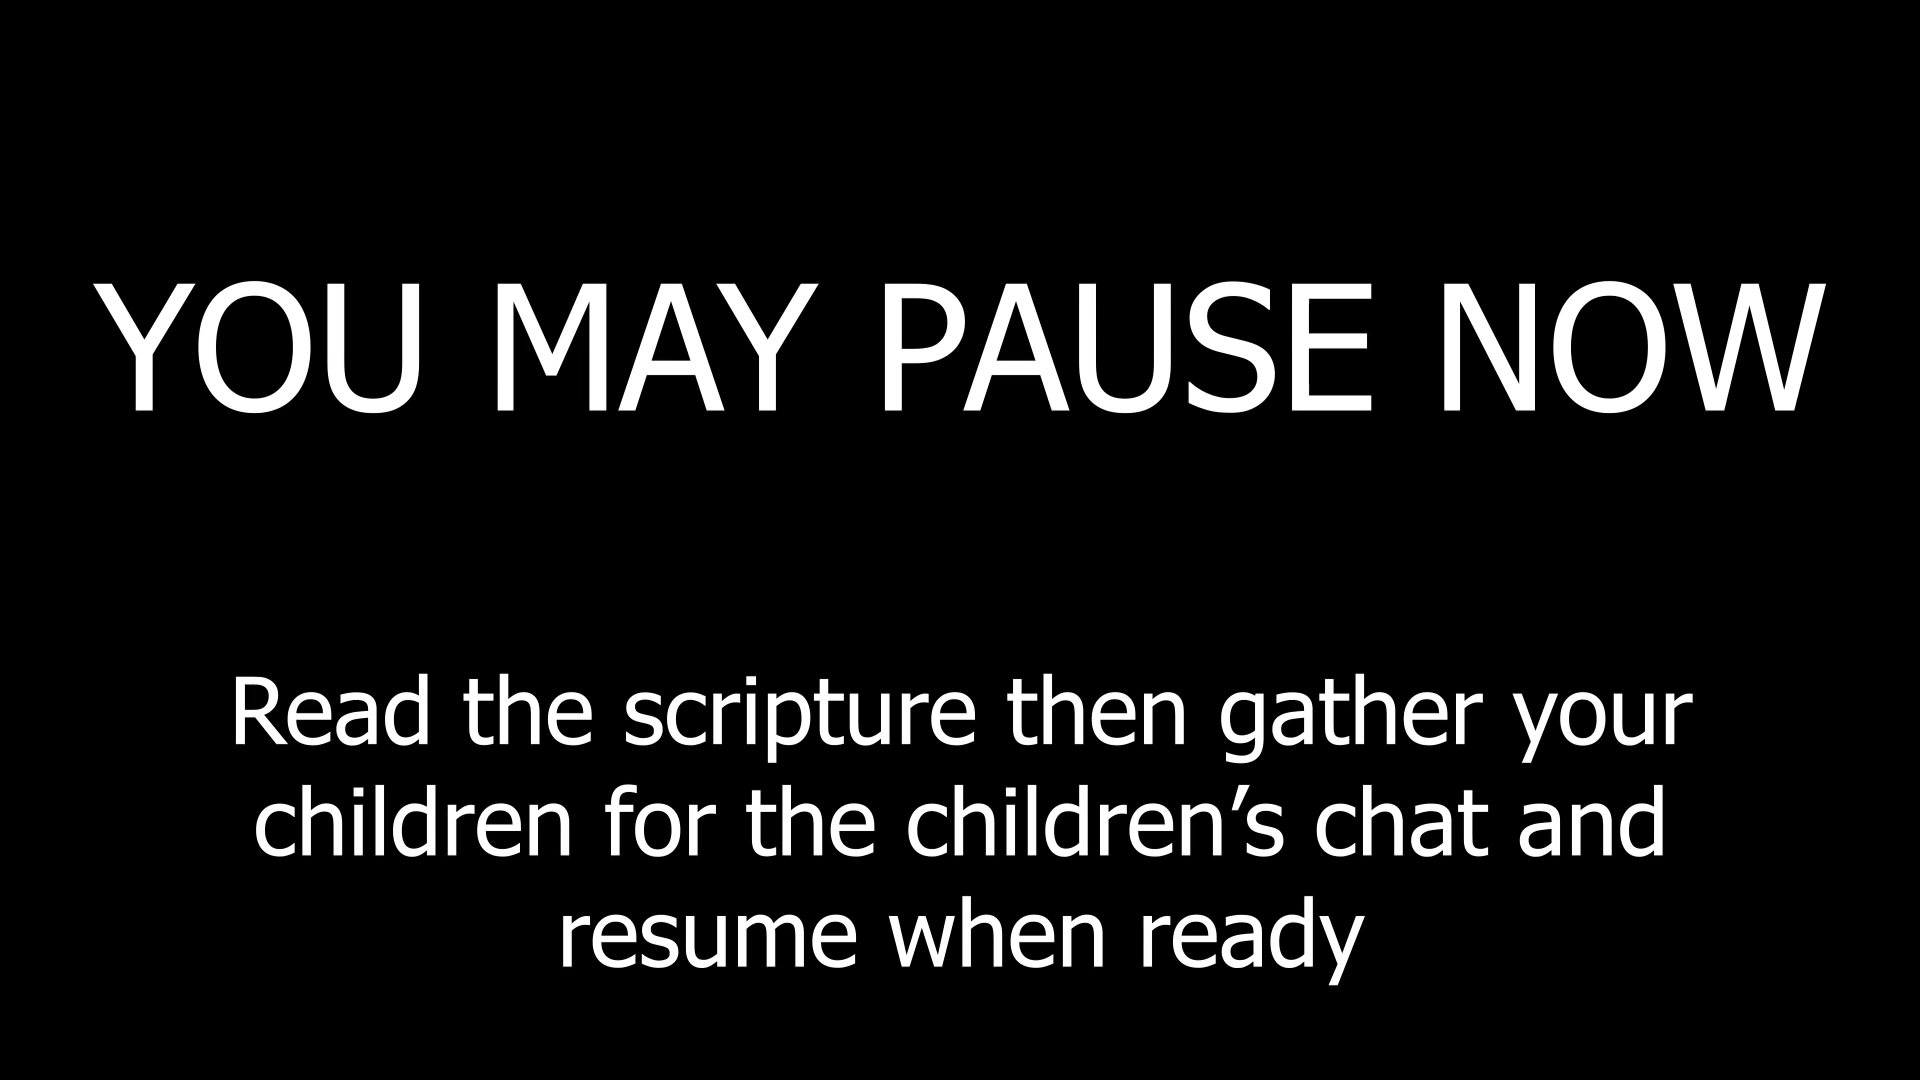 YOU MAY PAUSE NOW
Read the scripture then gather your
children for the children’s chat and
resume when ready